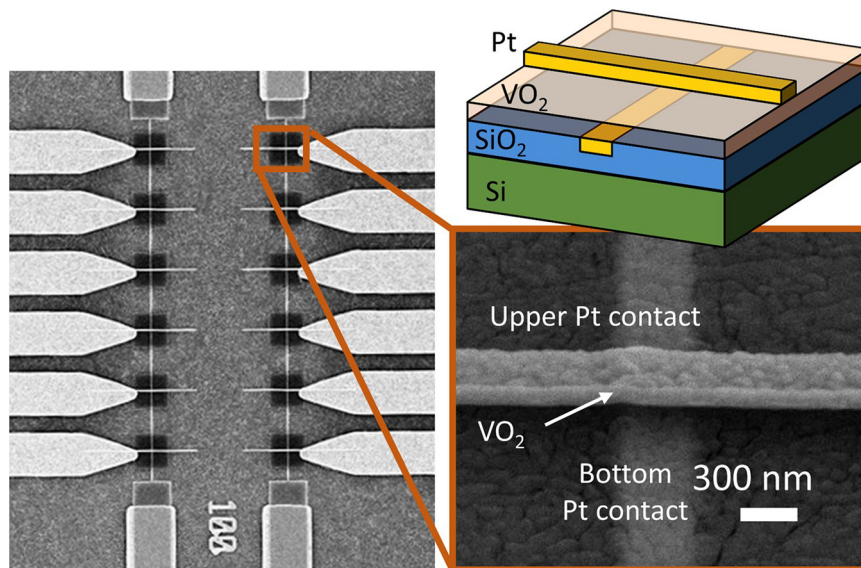 Pt
VO₂
SiO₂
Si
Upper Pt contact
VO₂
Bottom 300 nm
Pt contact
100